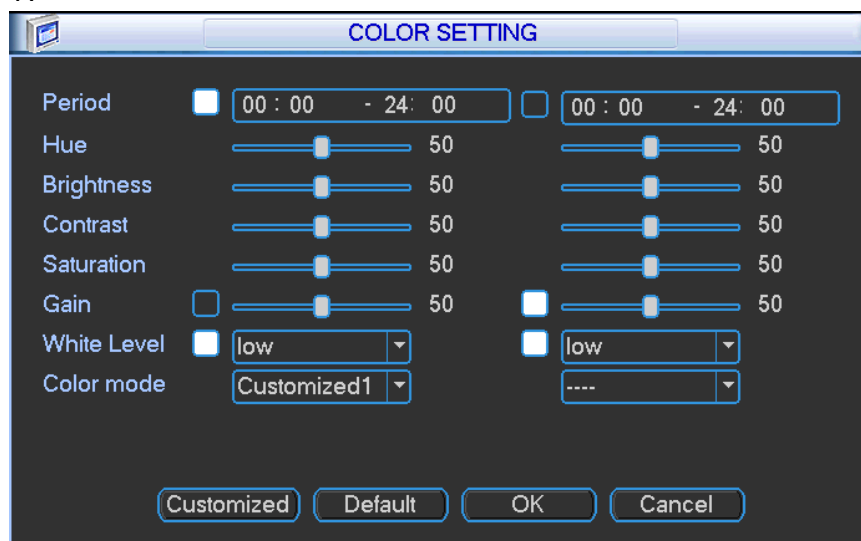 COLOR SETTING
Period 00 : 00 - 24: 00 00 : 00 - 24: 00
Hue 50 50
Brightness 50 50
Contrast 50 50
Saturation 50 50
Gain 50 50
White Level low low
Color mode Customized1 ----
Customized Default OK Cancel